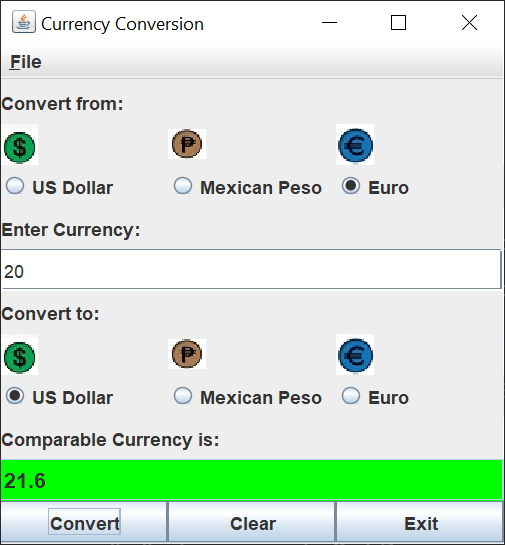 Currency Conversion
File
Convert from:
$ ₱ €
US Dollar Mexican Peso Euro
Enter Currency:
20
Convert to:
$ ₱ €
US Dollar Mexican Peso Euro
Comparable Currency is:
21.6
Convert Clear Exit